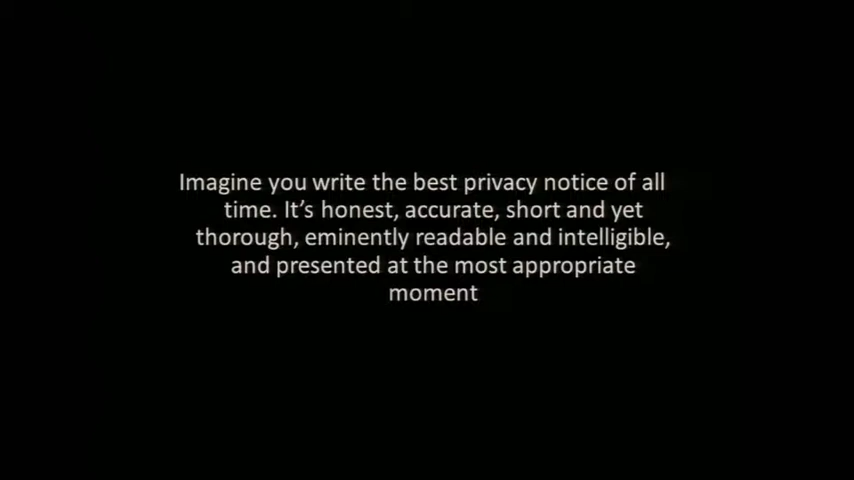 Imagine you write the best privacy notice of all
time. It’s honest, accurate, short and yet
thorough, eminently readable and intelligible,
and presented at the most appropriate
moment